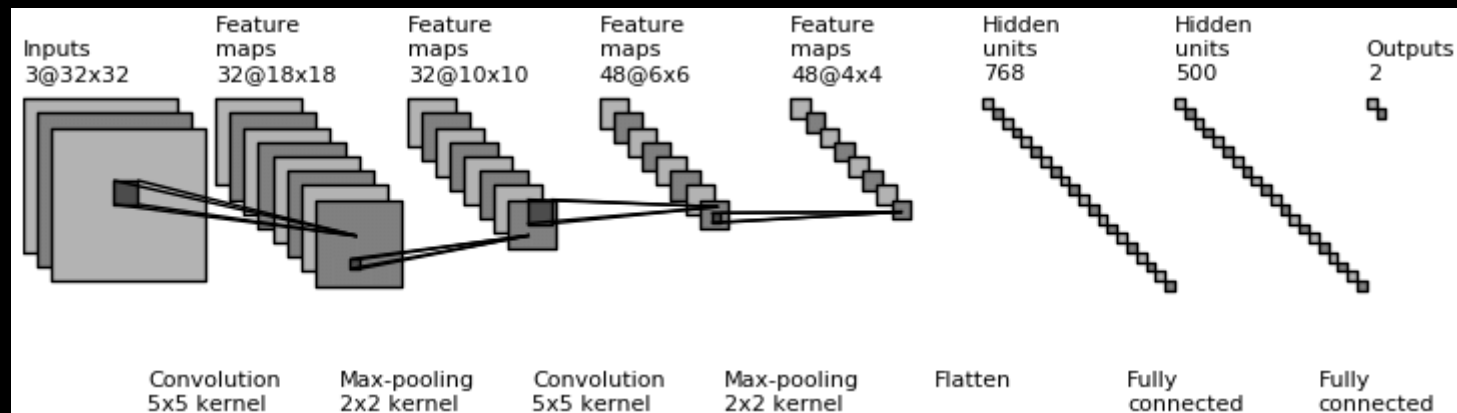 Inputs
3@32x32
Feature
maps
32@18x18
Feature
maps
32@10x10
Feature
maps
48@6x6
Feature
maps
48@4x4
Hidden
units
768
Hidden
units
500
Outputs
2
Convolution
5x5 kernel
Max-pooling
2x2 kernel
Convolution
5x5 kernel
Max-pooling
2x2 kernel
Flatten
Fully
connected
Fully
connected